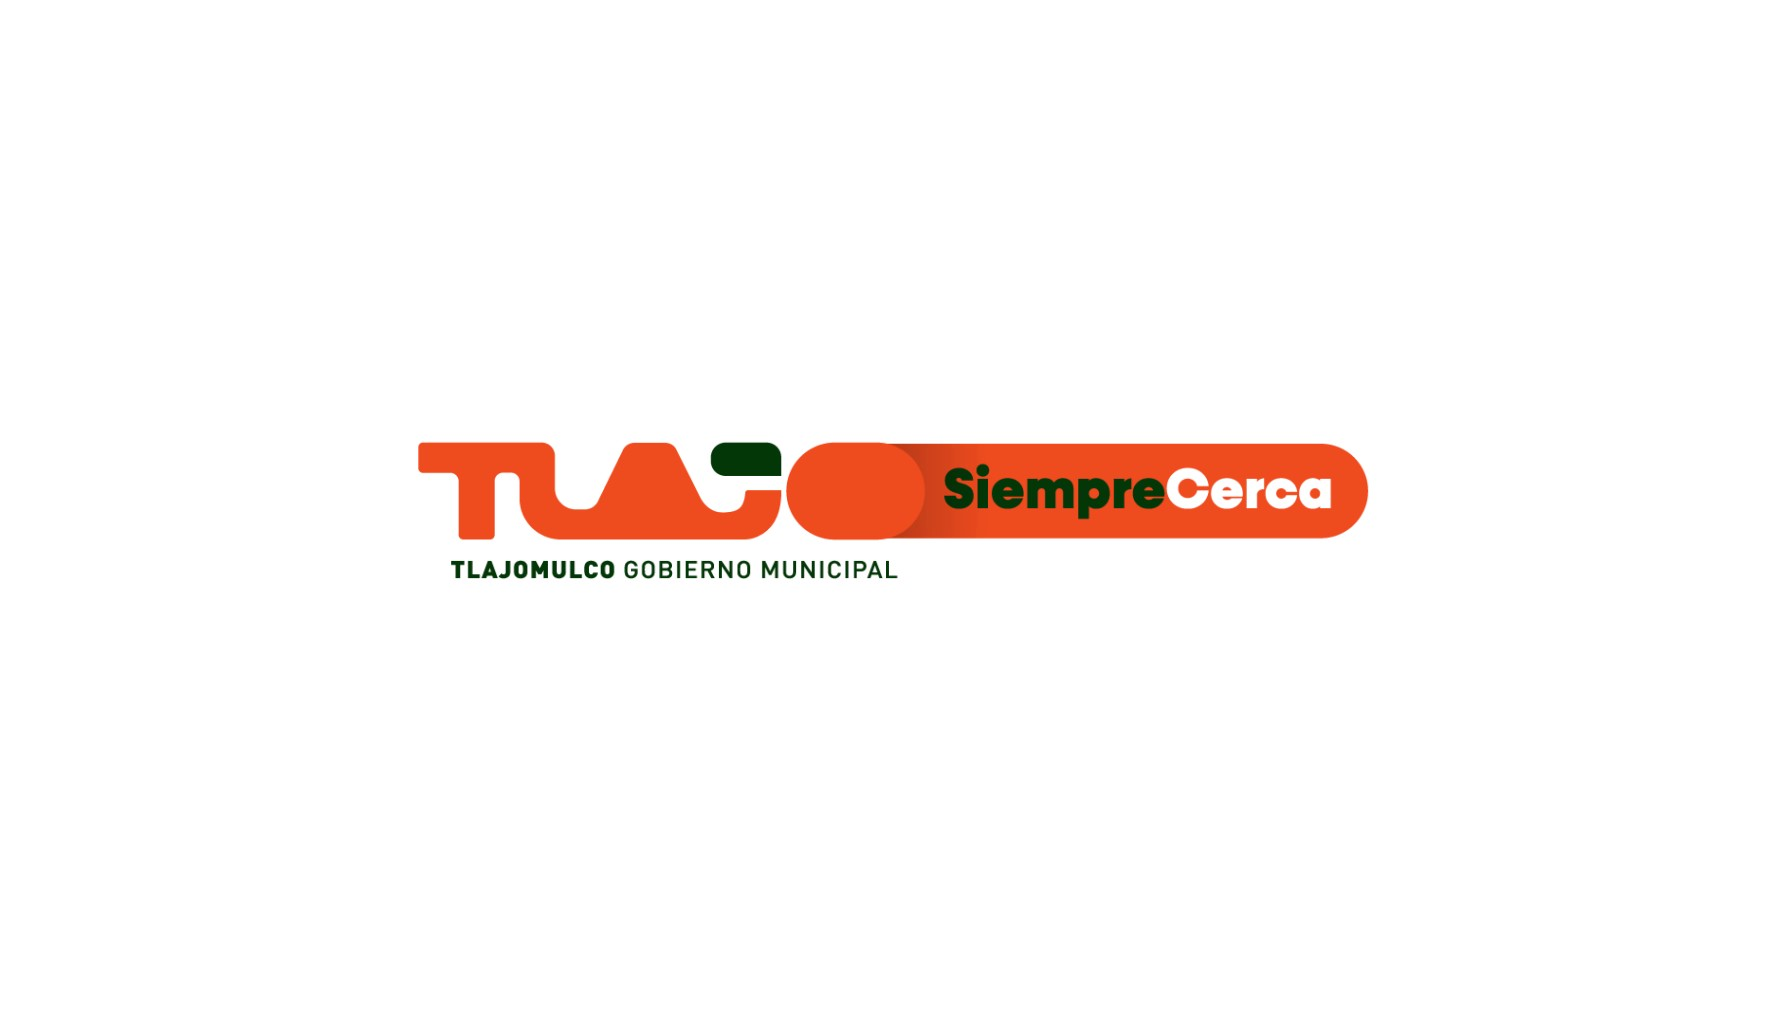 TLAJO SiempreCerca
TLAJOMULCO GOBIERNO MUNICIPAL